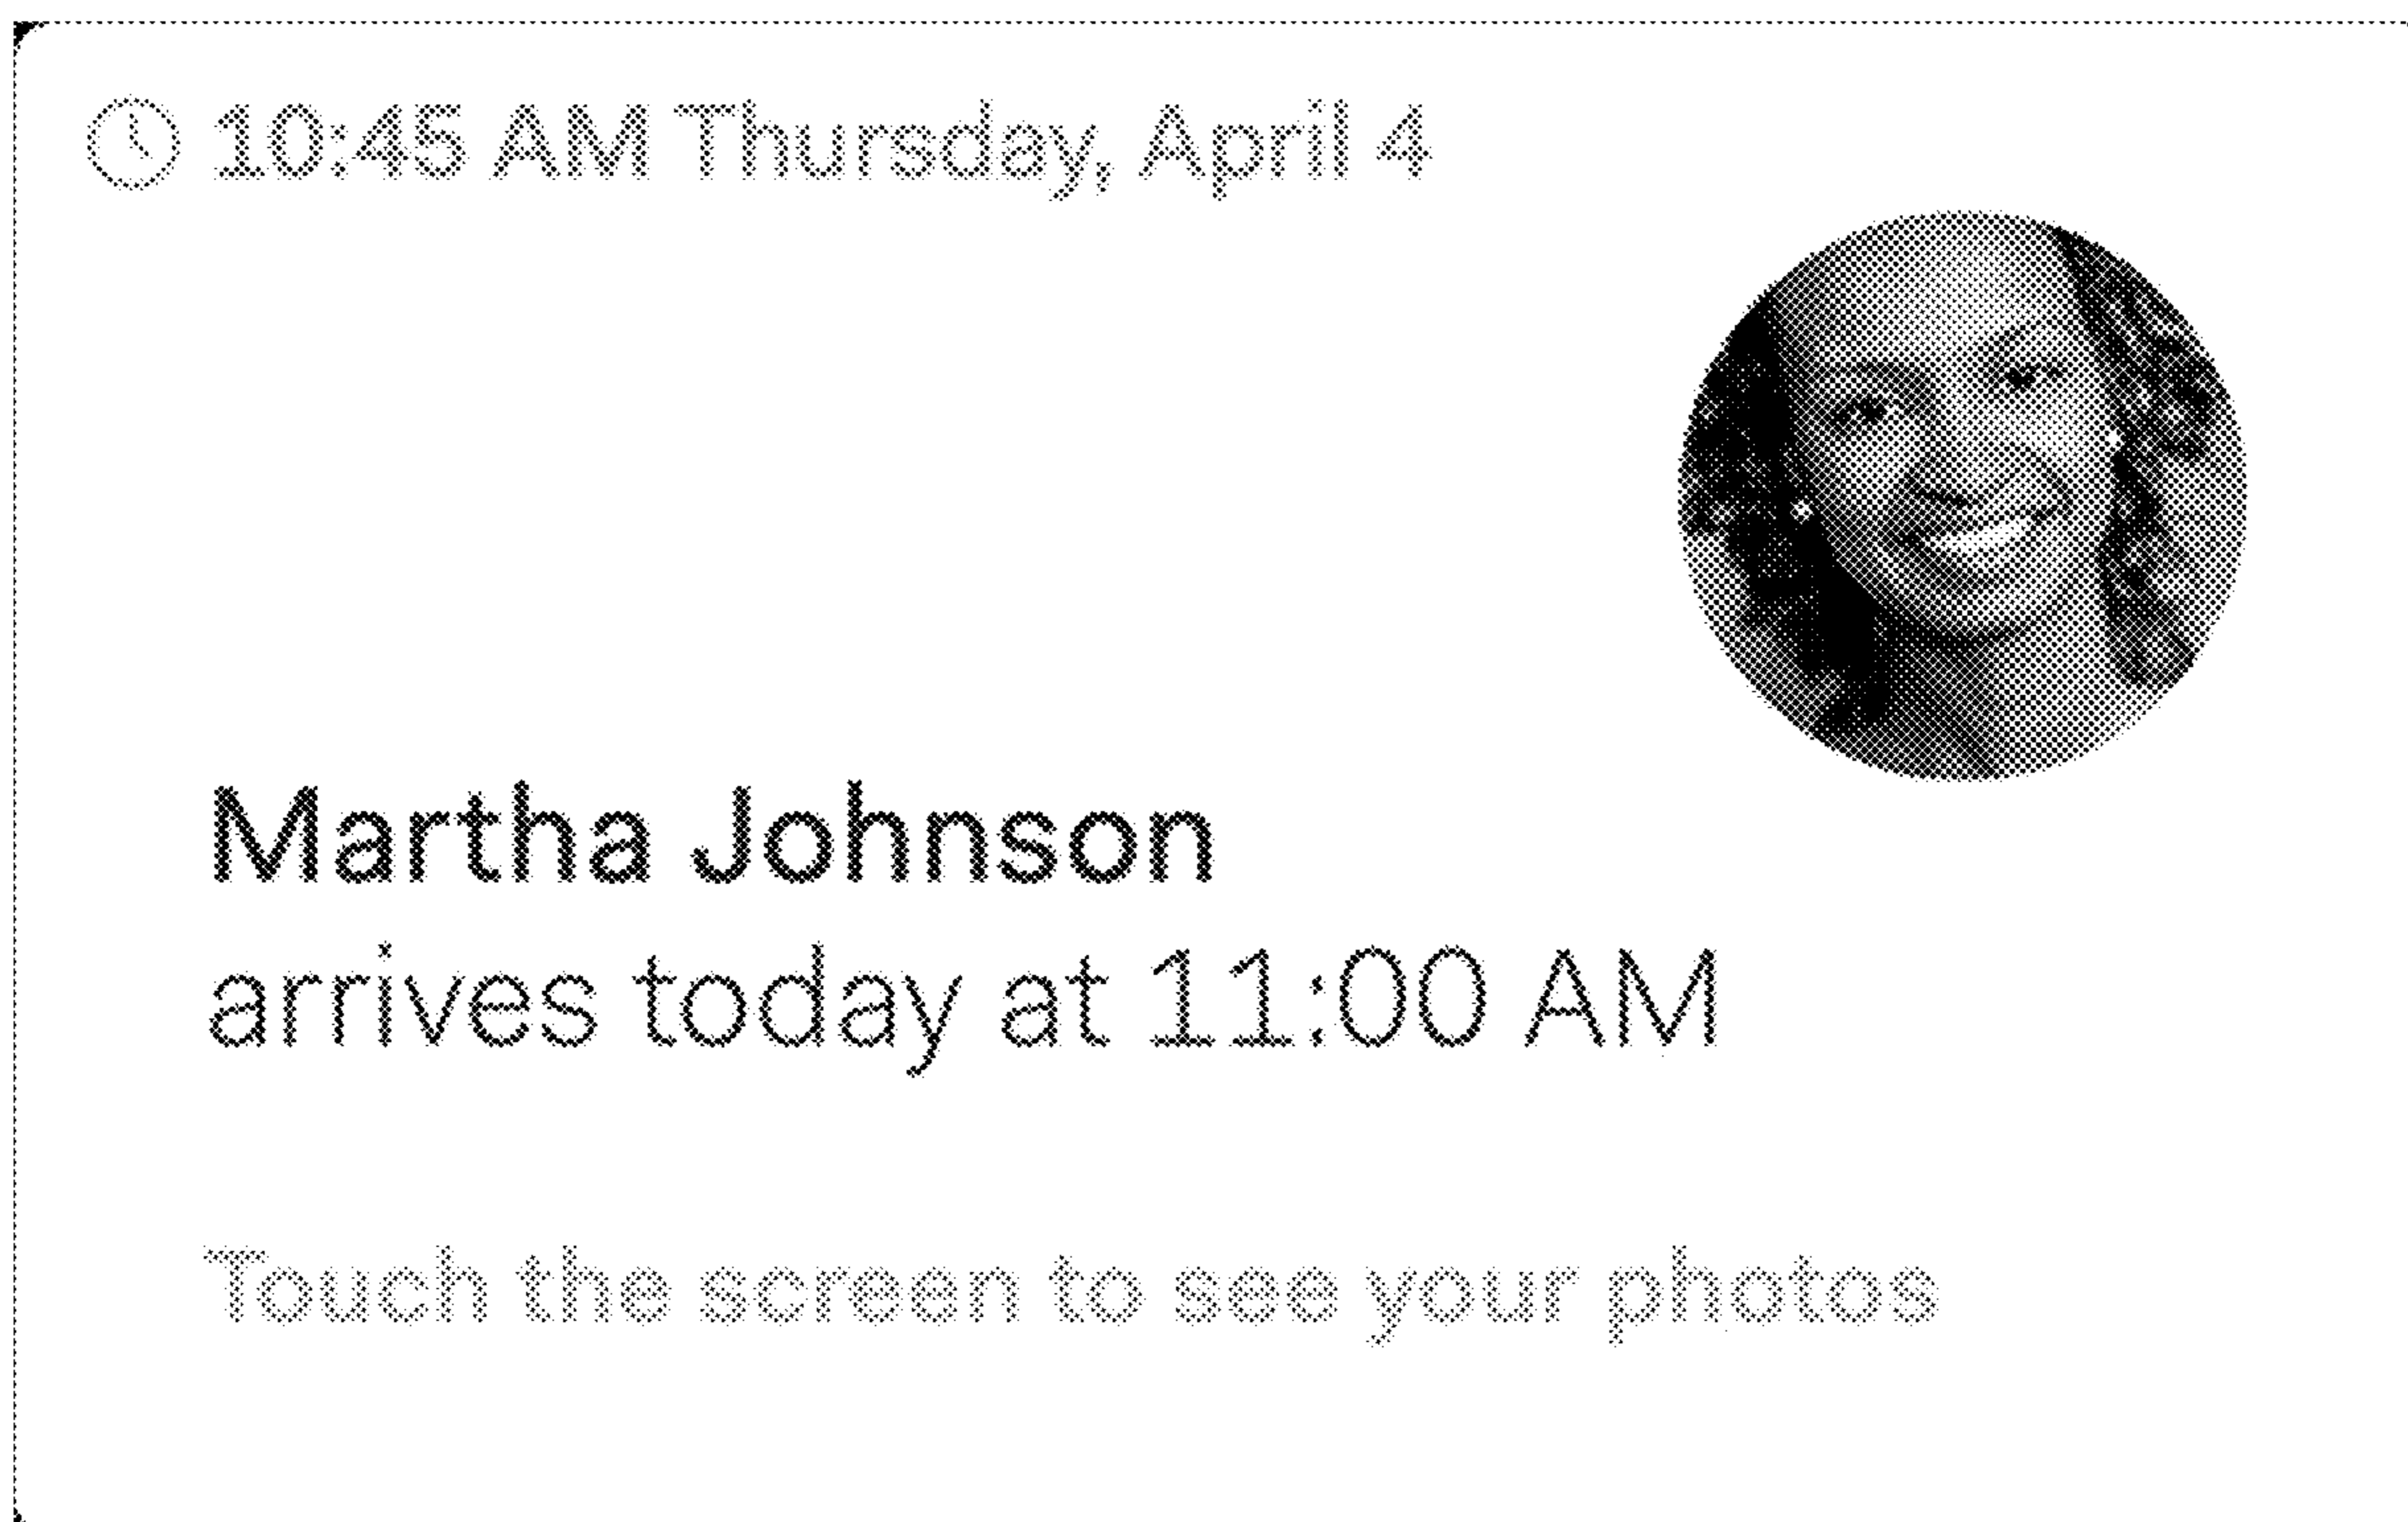 10:45 AM Thursday, April 4
Martha Johnson
arrives today at 11:00 AM
Touch the screen to see your photos